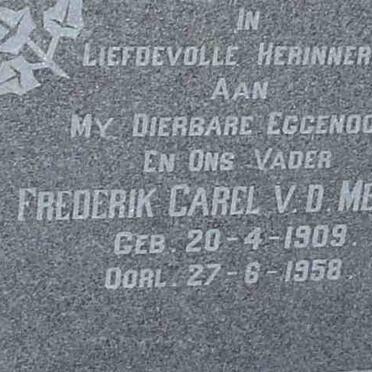 IN
LIEFDEVOLLE HERINNER
AAN
MY DIERBARE EGGENOO
EN ONS VADER
FREDERIK CAREL V.D. ME
GEB. 20-4-1909.
OORL. 27-6-1958.